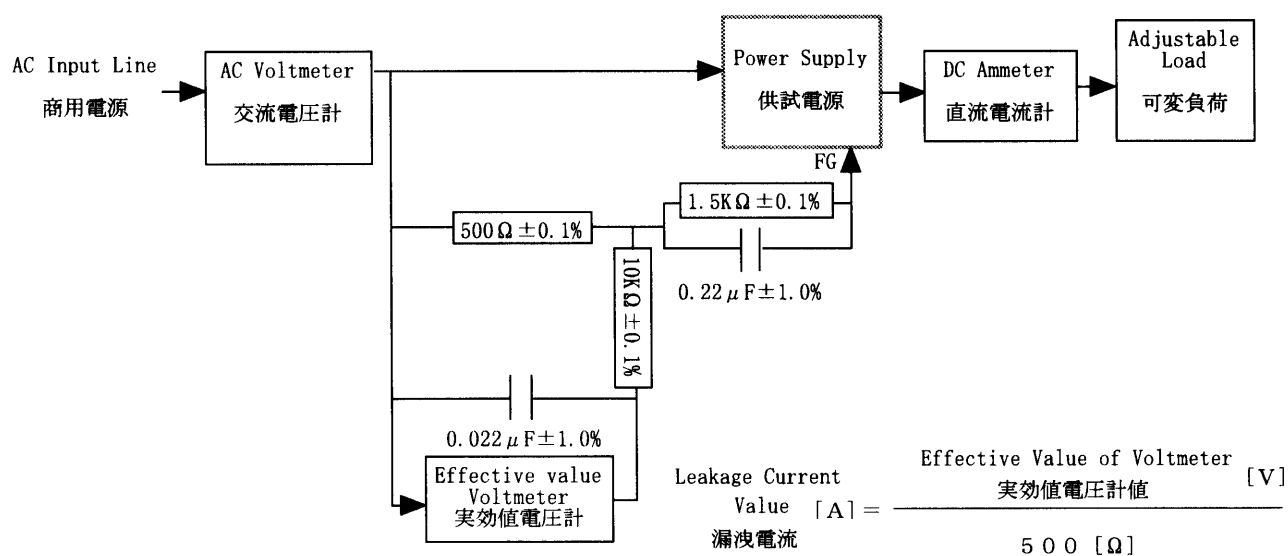 AC Input Line
商用電源
AC Voltmeter
交流電圧計
Power Supply
供試電源
DC Ammeter
直流電流計
Adjustable
Load
可変負荷
FG
1.5KΩ±0.1%
500Ω±0.1%
10KΩ±0.1%
0.22μF±1.0%
0.022μF±1.0%
Effective value
Voltmeter
実効値電圧計
Leakage Current
Value [A]=
漏洩電流
Effective Value of Voltmeter [V]
実効値電圧計値
500 [Ω]